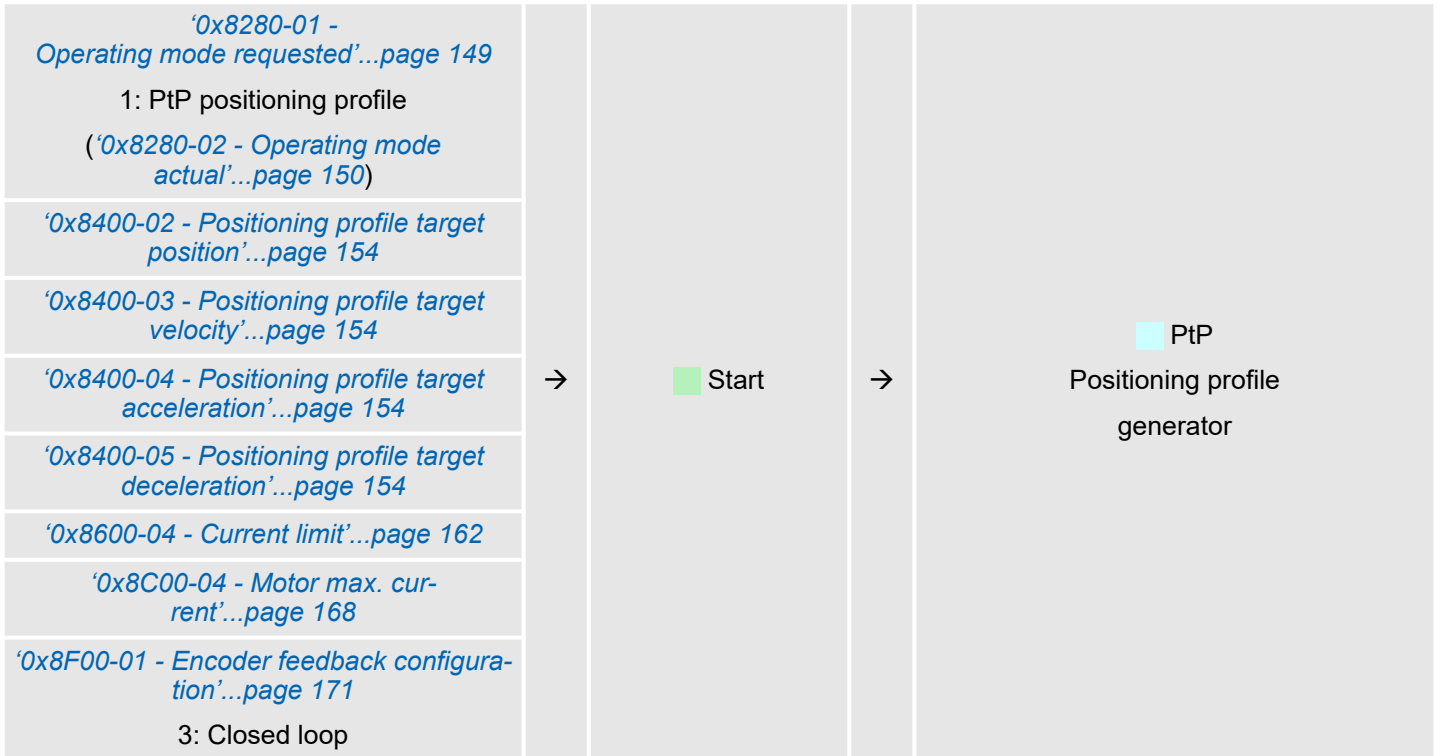 ‘0x8280-01 -
Operating mode requested’...page 149
1: PtP positioning profile
(‘0x8280-02 - Operating mode
actual’...page 150)
‘0x8400-02 - Positioning profile target
position’...page 154
‘0x8400-03 - Positioning profile target
velocity’...page 154
‘0x8400-04 - Positioning profile target
acceleration’...page 154
‘0x8400-05 - Positioning profile target
deceleration’...page 154
‘0x8600-04 - Current limit’...page 162
‘0x8C00-04 - Motor max. cur-
rent’...page 168
‘0x8F00-01 - Encoder feedback configura-
tion’...page 171
3: Closed loop
→
Start
→
PtP
Positioning profile
generator